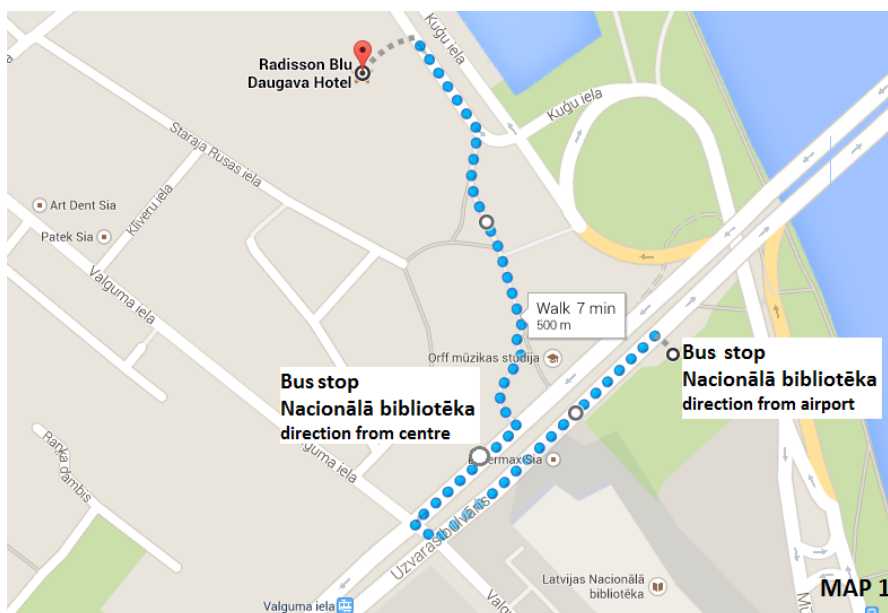 Kuģu iela
Radisson Blu
Daugava Hotel
Kuģu iela
Staraja Rusas iela
Art Dent Sia
Kliveru iela
Patek Sia
Valguma iela
Walk 7 min
500 m
Orff mūzikas studija
Bus stop
Nacionālā bibliotēka
direction from airport
Bus stop
Nacionālā bibliotēka
direction from centre
Raņķa dambis
Uzvaras bulvāris
Latvijas Nacionālā
bibliotēka
MAP 1
Valguma iela